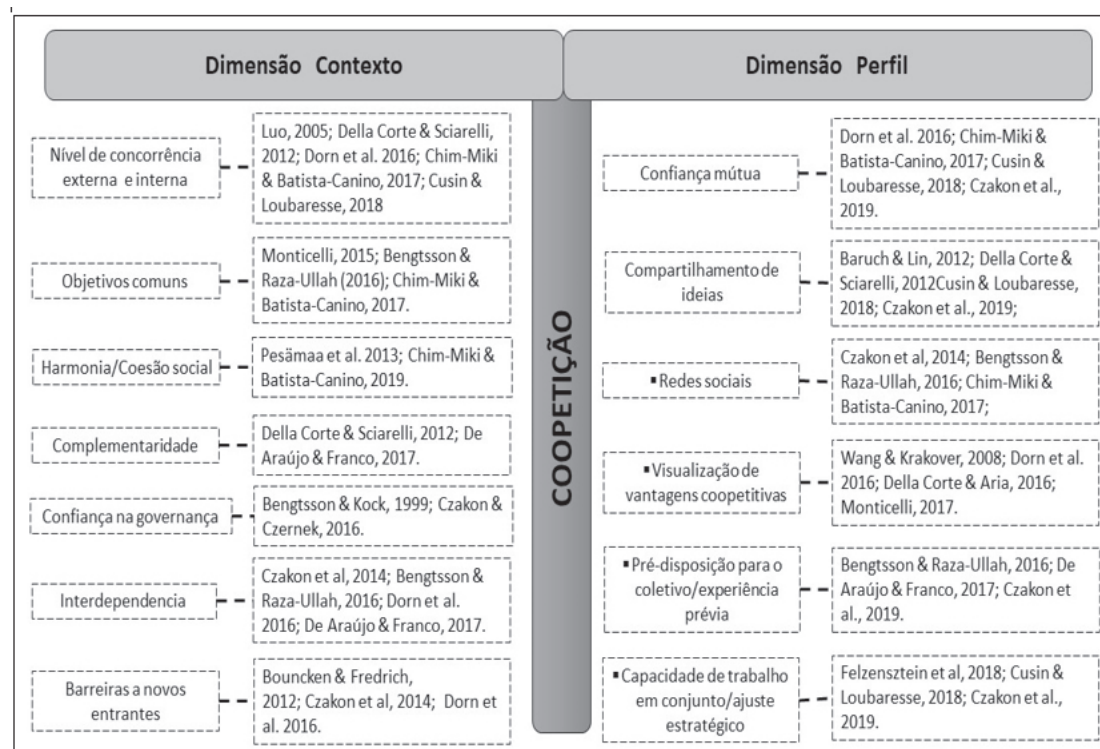 Dimensão Contexto
Nível de concorrência
externa e interna
Luo, 2005; Della Corte & Sciarelli,
2012; Dorn et al. 2016; Chim-Miki
& Batista-Canino, 2017; Cusin &
Loubaresse, 2018
Objetivos comuns
Monticelli, 2015; Bengtsson &
Raza-Ullah (2016); Chim-Miki &
Batista-Canino, 2017.
Harmonia/Coesão social
Pesämaa et al. 2013; Chim-Miki &
Batista-Canino, 2019.
Complementaridade
Della Corte & Sciarelli, 2012; De
Araújo & Franco, 2017.
Confiança na governança
Bengtsson & Kock, 1999; Czakon &
Czernek, 2016.
Interdependencia
Czakon et al, 2014; Bengtsson &
Raza-Ullah, 2016; Dorn et al.
2016; De Araújo & Franco, 2017.
Barreiras a novos
entrantes
Bouncken & Fredrich,
2012; Czakon et al, 2014; Dorn et
al. 2016.
COOPETIÇÃO
Dimensão Perfil
Confiança mútua
Dorn et al. 2016; Chim-Miki &
Batista-Canino, 2017; Cusin &
Loubaresse, 2018; Czakon et al.,
2019.
Compartilhamento de
ideias
Baruch & Lin, 2012; Della Corte &
Sciarelli, 2012Cusin & Loubaresse,
2018; Czakon et al., 2019;
▪Redes sociais
Czakon et al, 2014; Bengtsson &
Raza-Ullah, 2016; Chim-Miki &
Batista-Canino, 2017;
▪Visualização de
vantagens coopetitivas
Wang & Krakover, 2008; Dorn et al.
2016; Della Corte & Aria, 2016;
Monticelli, 2017.
▪Pré-disposição para o
coletivo/experiência
prévia
Bengtsson & Raza-Ullah, 2016; De
Araújo & Franco, 2017; Czakon et
al., 2019.
▪Capacidade de trabalho
em conjunto/ajuste
estratégico
Felzensztein et al, 2018; Cusin &
Loubaresse, 2018; Czakon et al.,
2019.